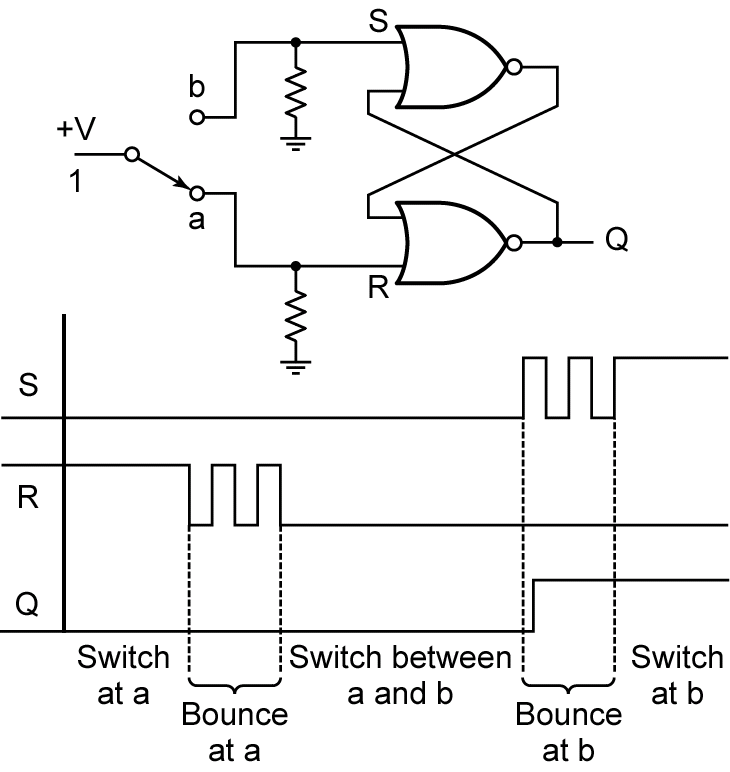 S
b
+V
1
a
Q
R
S
R
Q
Switch
at a
Bounce
at a
Switch between
a and b
Bounce
at b
Switch
at b